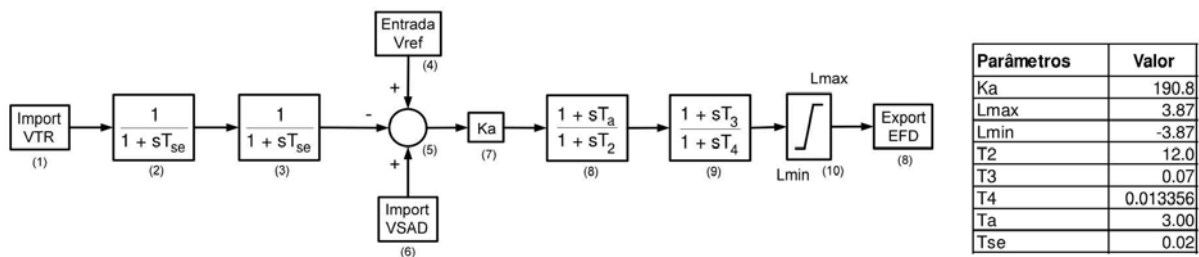 Entrada
Vref
(4)
+
Import
VTR
(1)
1
1 + sTse
(2)
1
1 + sTse
(3)
-
(5)
+
Import
VSAD
(6)
Ka
(7)
1 + sTa
1 + sT2
(8)
1 + sT3
1 + sT4
(9)
Lmax
Lmin
(10)
Export
EFD
(8)
Parâmetros Valor
Ka 190.8
Lmax 3.87
Lmin -3.87
T2 12.0
T3 0.07
T4 0.013356
Ta 3.00
Tse 0.02